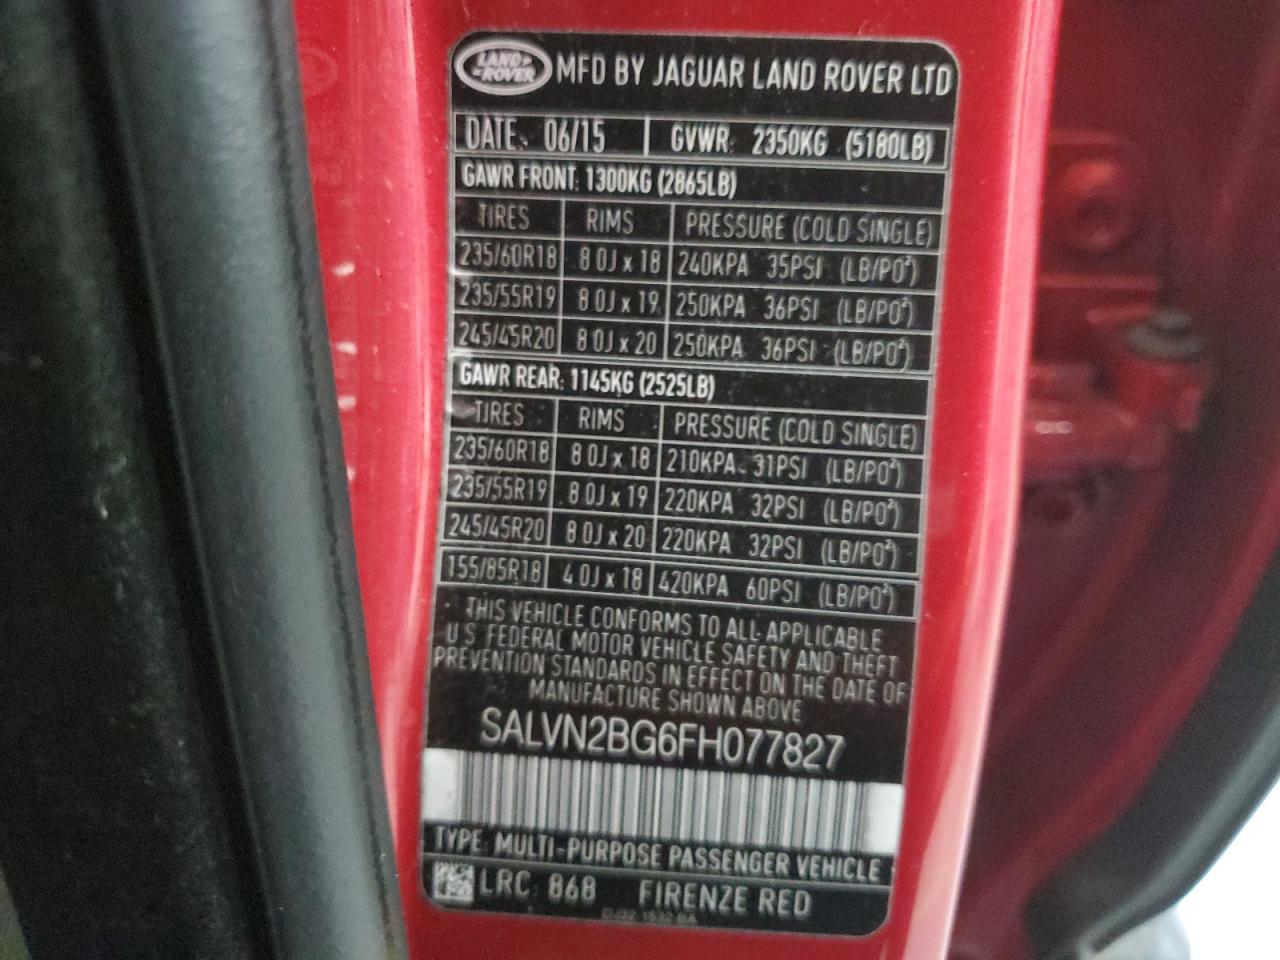 LAND ROVER MFD BY JAGUAR LAND ROVER LTD
DATE: 06/15 GVWR: 2350KG (5180LB)
GAWR FRONT: 1300KG (2865LB)
TIRES RIMS PRESSURE (COLD SINGLE)
235/60R18 8.0J x 18 240KPA 35PSI (LB/PO²)
235/55R19 8.0J x 19 250KPA 36PSI (LB/PO²)
245/45R20 8.0J x 20 250KPA 36PSI (LB/PO²)
GAWR REAR: 1145KG (2525LB)
TIRES RIMS PRESSURE (COLD SINGLE)
235/60R18 8.0J x 18 210KPA 31PSI (LB/PO²)
235/55R19 8.0J x 19 220KPA 32PSI (LB/PO²)
245/45R20 8.0J x 20 220KPA 32PSI (LB/PO²)
155/85R18 4.0J x 18 420KPA 60PSI (LB/PO²)
THIS VEHICLE CONFORMS TO ALL APPLICABLE
U.S. FEDERAL MOTOR VEHICLE SAFETY AND THEFT
PREVENTION STANDARDS IN EFFECT ON THE DATE OF
MANUFACTURE SHOWN ABOVE
SALVN2BG6FH077827
TYPE: MULTI-PURPOSE PASSENGER VEHICLE
LRC: 868 FIRENZE RED